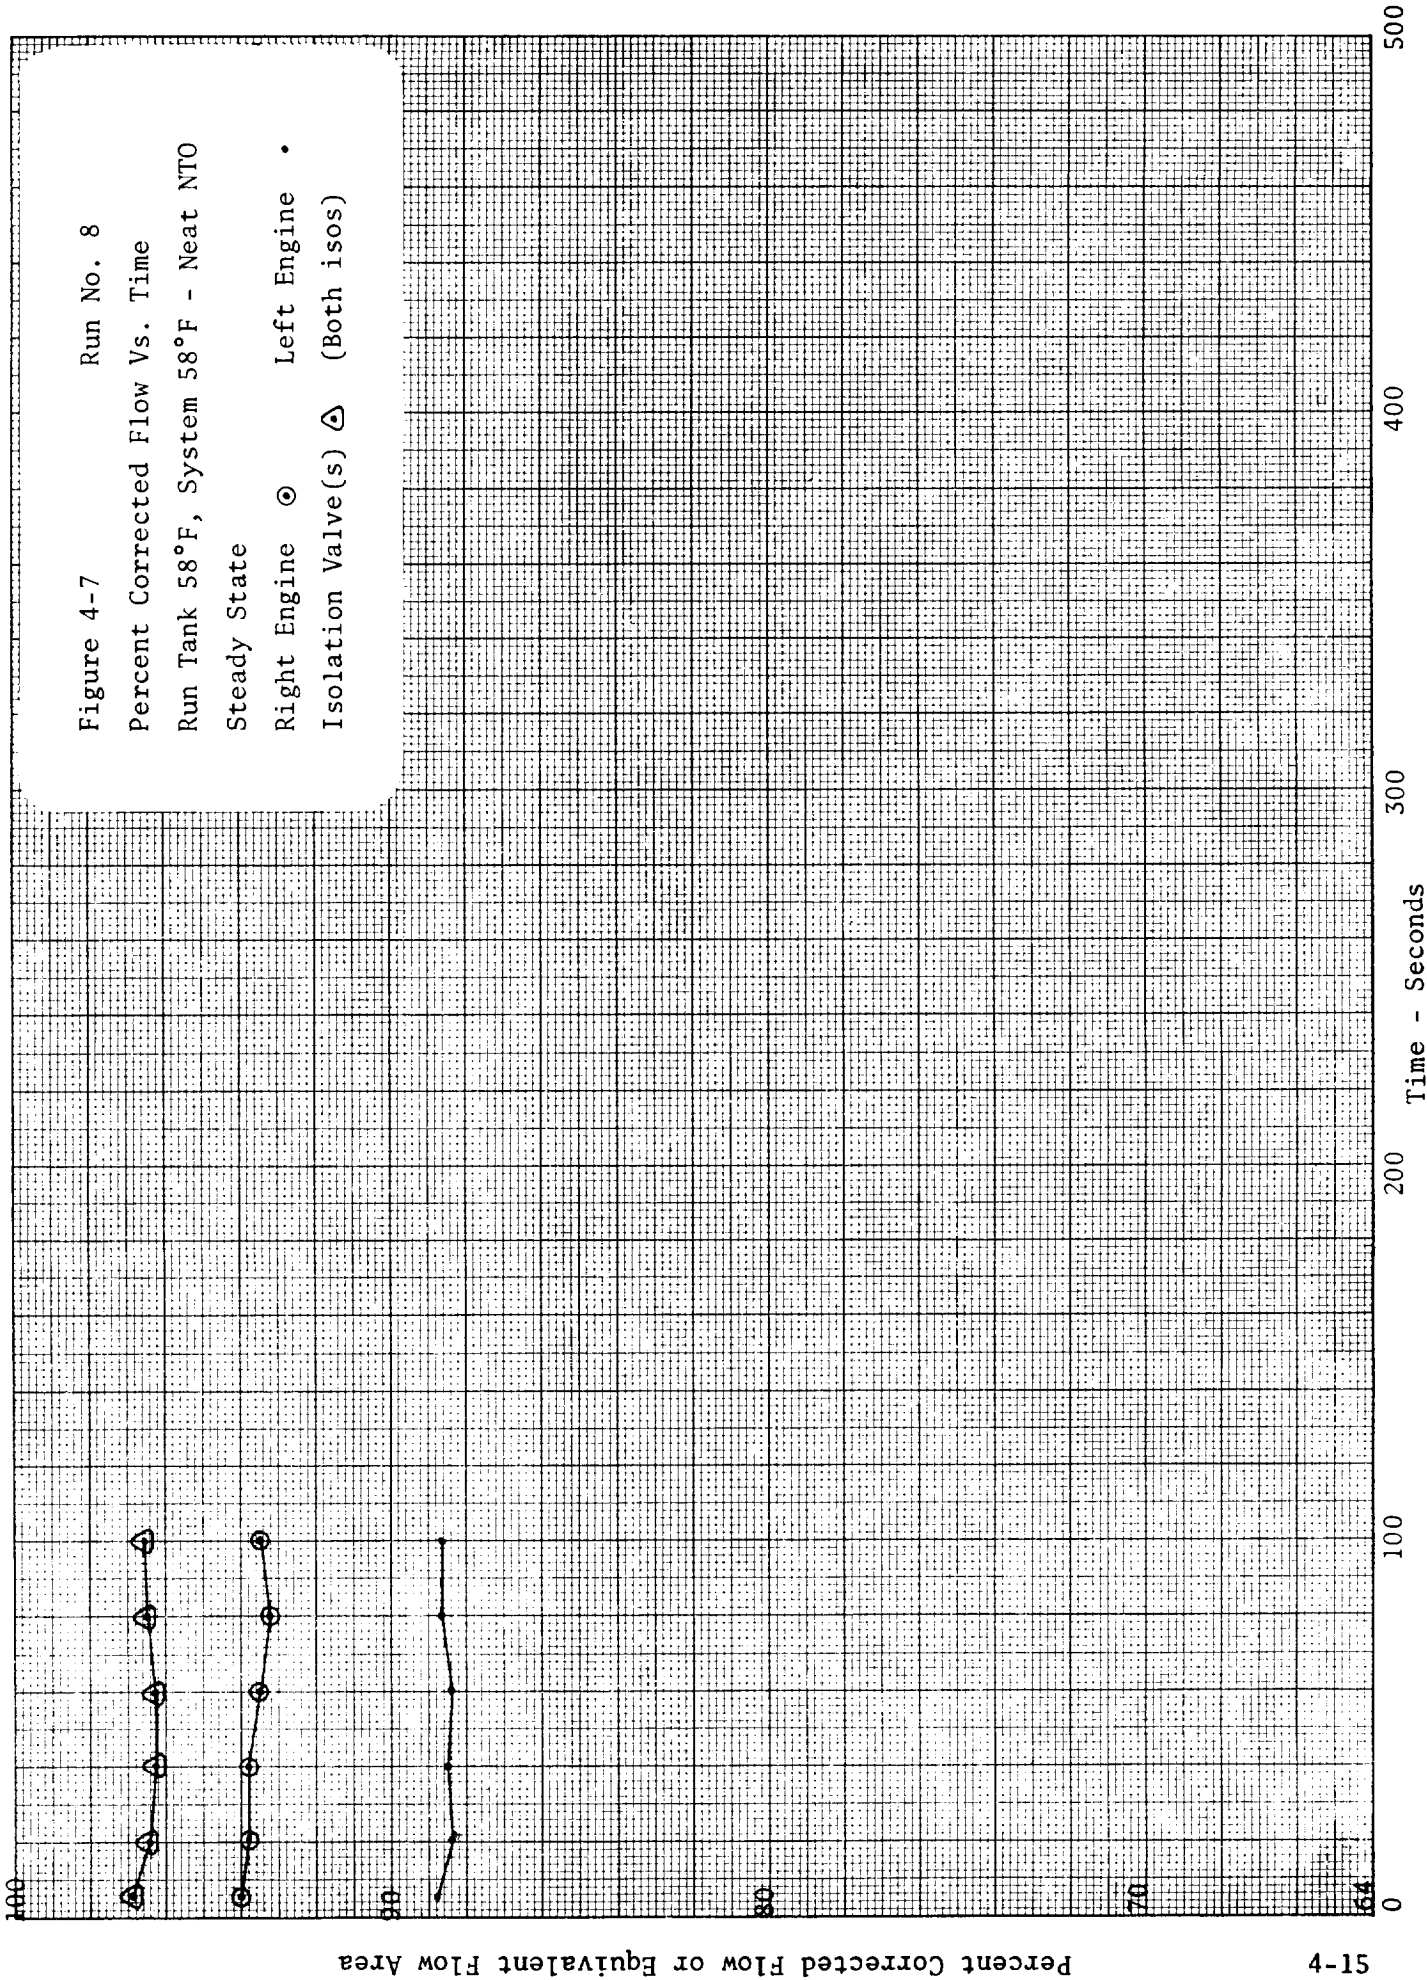 Figure 4-7 Run No. 8
Percent Corrected Flow Vs. Time
Run Tank 58°F, System 58°F - Neat NTO
Steady State
Right Engine ⊙ Left Engine •
Isolation Valve(s) (Both isos)
Percent Corrected Flow or Equivalent Flow Area
100
90
80
70
64
0 100 200 300 400 500
Time - Seconds
4-15